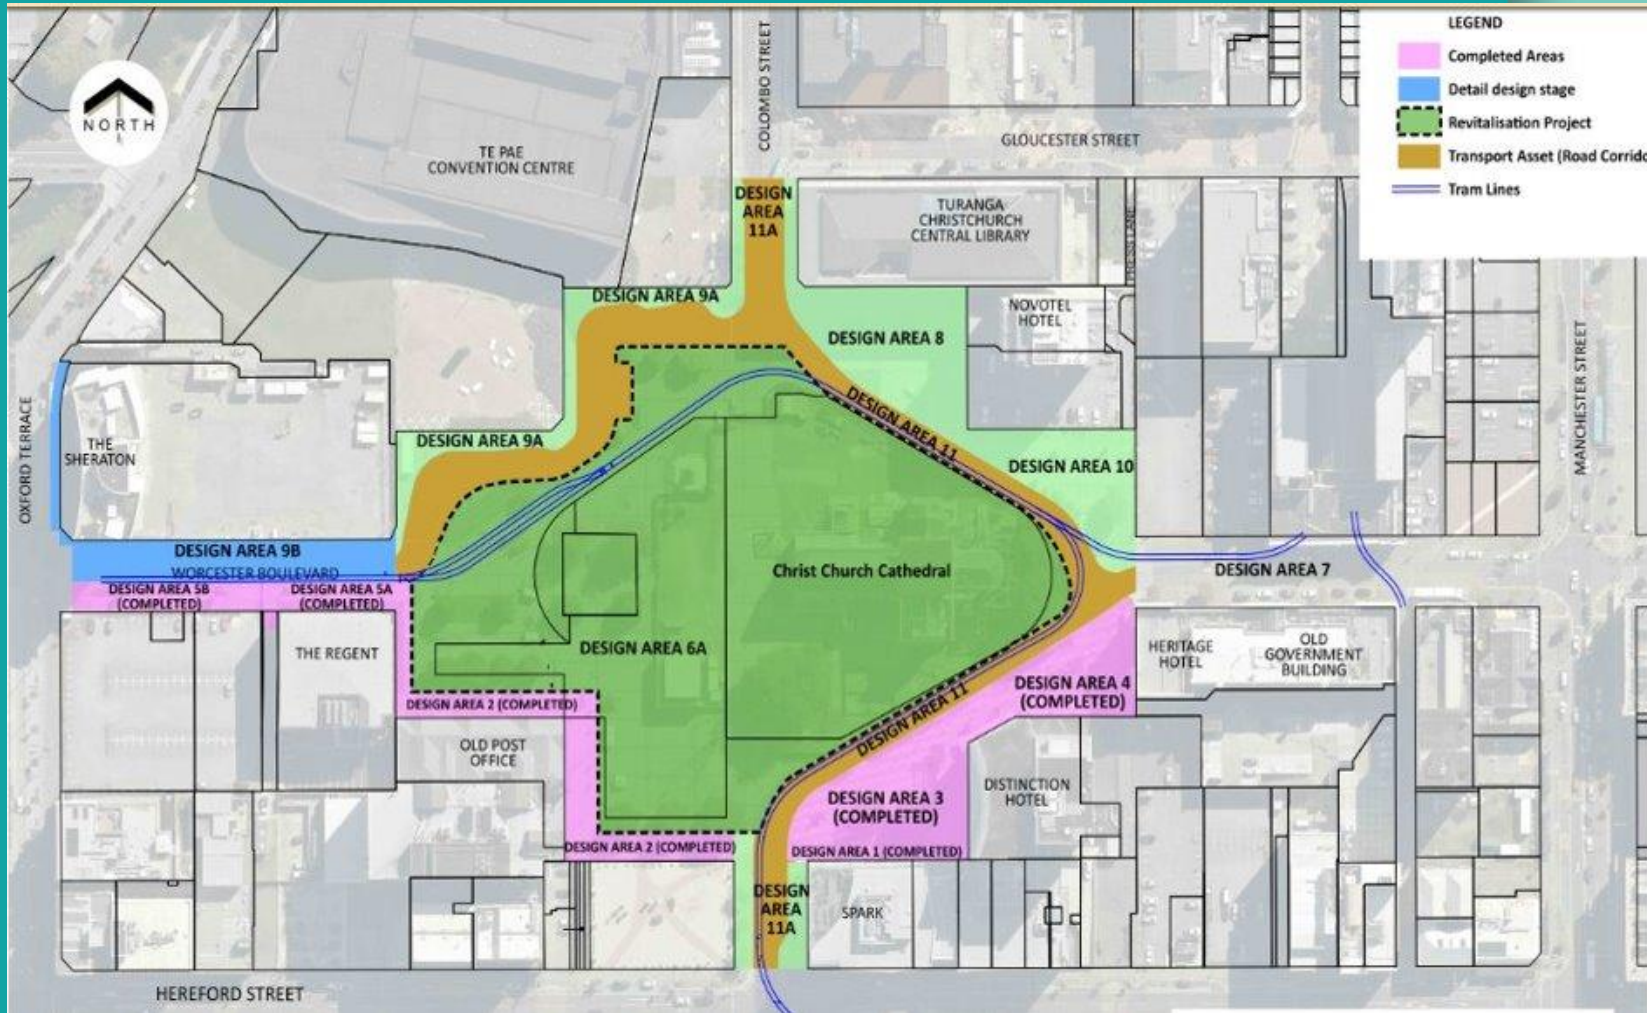 LEGEND
Completed Areas
Detail design stage
Revitalisation Project
Transport Asset (Road Corrido
Tram Lines
NORTH
COLOMBO STREET
GLOUCESTER STREET
TE PAE
CONVENTION CENTRE
DESIGN
AREA
11A
TURANGA
CHRISTCHURCH
CENTRAL LIBRARY
DESIGN AREA 9A
NOVOTEL
HOTEL
DESIGN AREA 8
MANCHESTER STREET
OXFORD TERRACE
THE
SHERATON
DESIGN AREA 9A
DESIGN AREA 11
DESIGN AREA 10
DESIGN AREA 9B
WORCESTER BOULEVARD
Christ Church Cathedral
DESIGN AREA 7
DESIGN AREA 5B
(COMPLETED)
DESIGN AREA 5A
(COMPLETED)
THE REGENT
DESIGN AREA 6A
HERITAGE
HOTEL
OLD
GOVERNMENT
BUILDING
DESIGN AREA 4
(COMPLETED)
DESIGN AREA 2 (COMPLETED)
DESIGN AREA 11
OLD POST
OFFICE
DISTINCTION
HOTEL
DESIGN AREA 3
(COMPLETED)
DESIGN AREA 2 (COMPLETED)
DESIGN AREA 1 (COMPLETED)
DESIGN
AREA
11A
SPARK
HEREFORD STREET